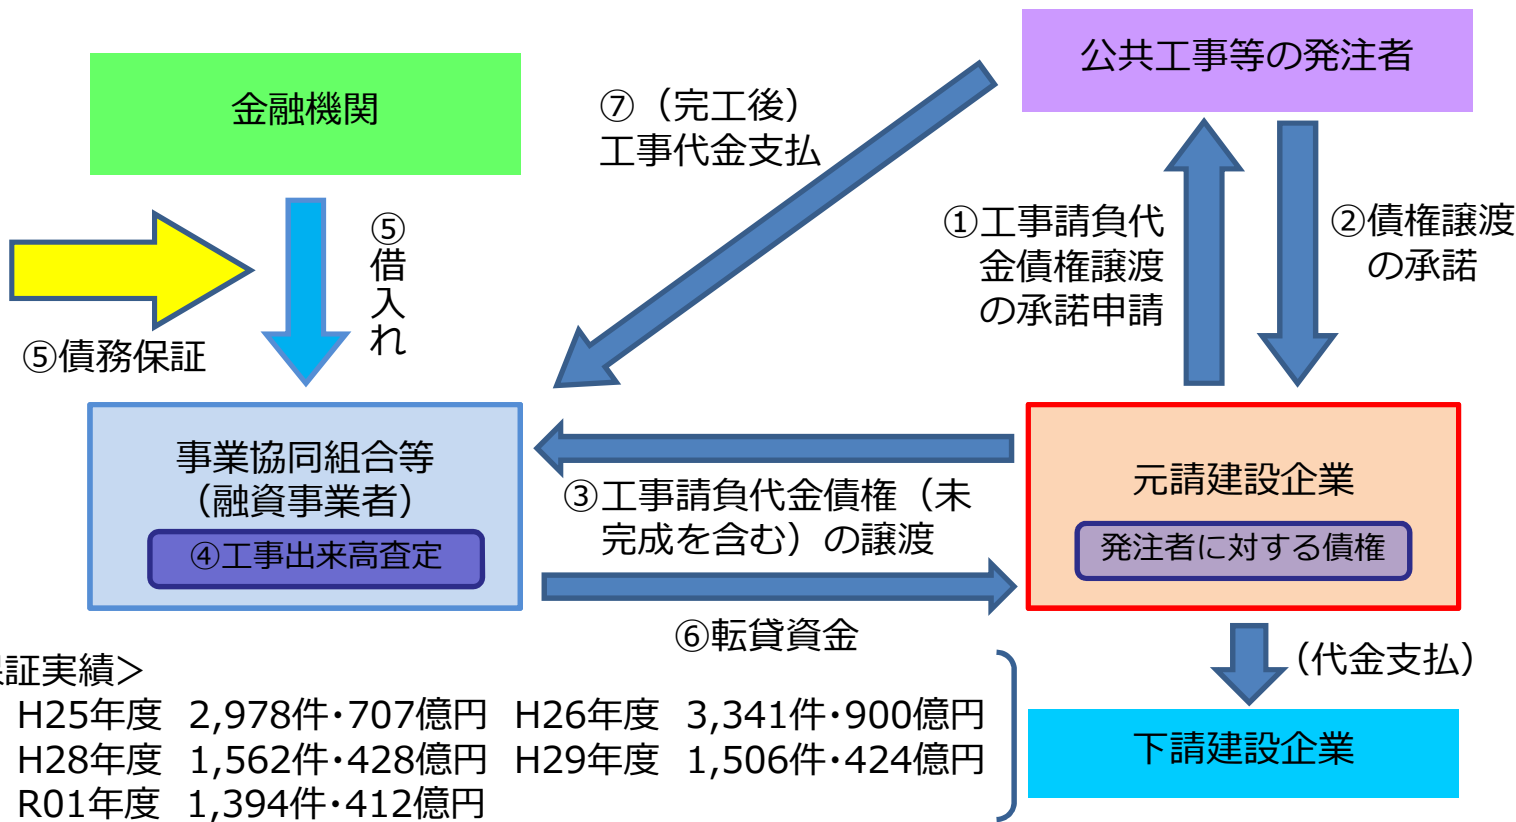 公共工事等の発注者
金融機関
⑦（完工後）
工事代金支払
①工事請負代
金債権譲渡
の承諾申請
②債権譲渡
の承諾
⑤借入れ
⑤債務保証
事業協同組合等
（融資事業者）
④工事出来高査定
③工事請負代金債権（未
完成を含む）の譲渡
元請建設企業
発注者に対する債権
⑥転貸資金
（代金支払）
下請建設企業
証実績＞
H25年度 2,978件・707億円 H26年度 3,341件・900億円
H28年度 1,562件・428億円 H29年度 1,506件・424億円
R01年度 1,394件・412億円